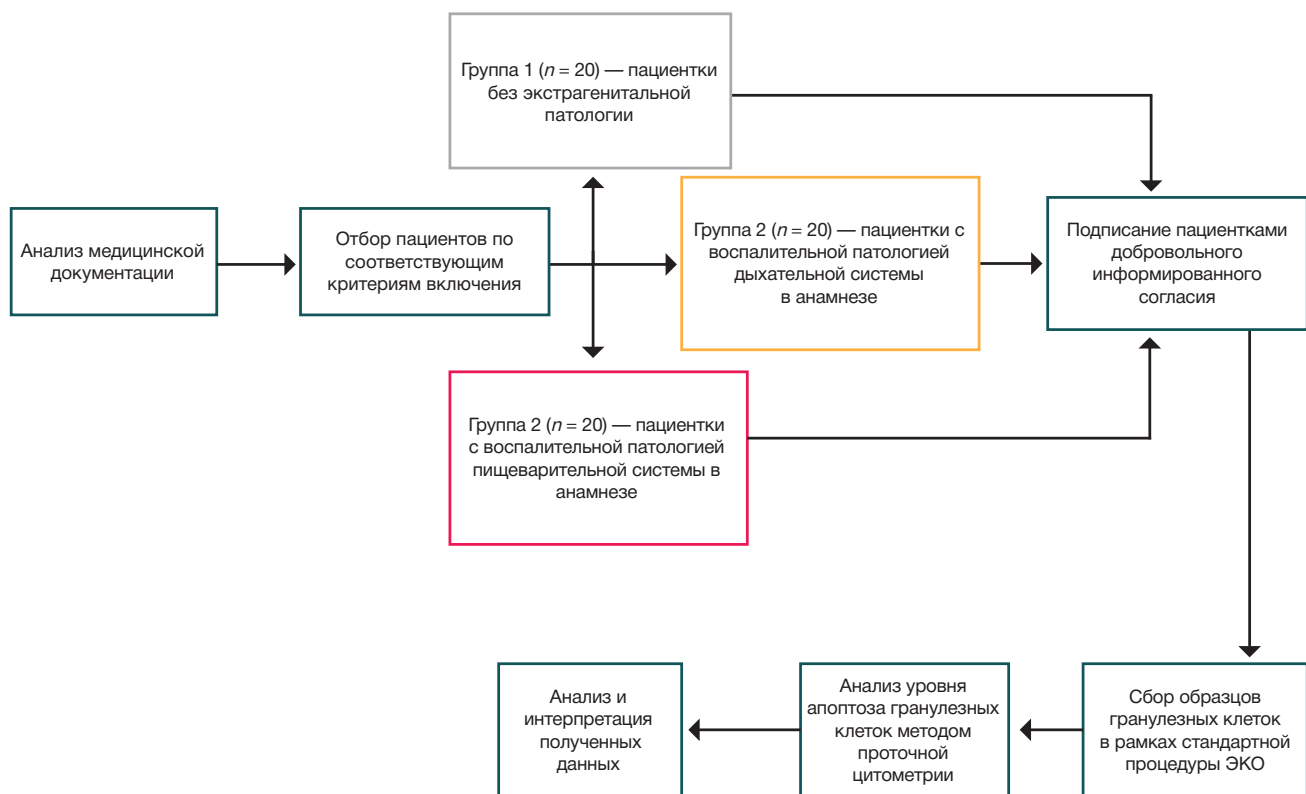 Группа 1 (n = 20) — пациентки
без экстрагенитальной
патологии
Анализ медицинской
документации
Отбор пациентов по
соответствующим
критериям включения
Группа 2 (n = 20) — пациентки с
воспалительной патологией
дыхательной системы
в анамнезе
Подписание пациентками
добровольного
информированного
согласия
Группа 2 (n = 20) — пациентки
с воспалительной патологией
пищеварительной системы в
анамнезе
Анализ и
интерпретация
полученных
данных
Анализ уровня
апоптоза гранулезных
клеток методом
проточной
цитометрии
Сбор образцов
гранулезных клеток
в рамках стандартной
процедуры ЭКО